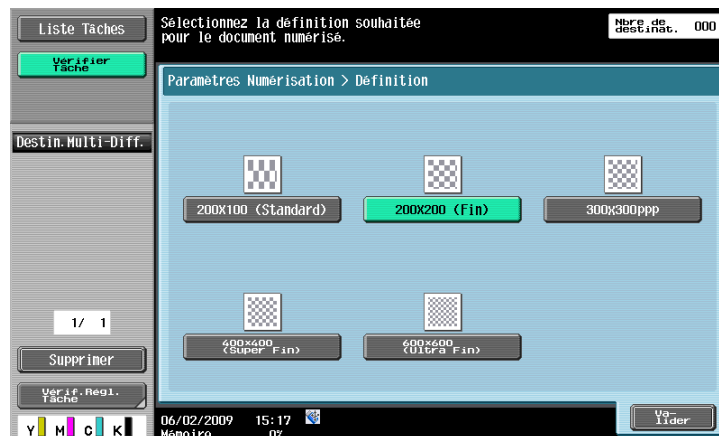 Liste Tâches
Vérifier
Tâche
Destin.Multi-Diff.
1/ 1
Supprimer
Vérif.Régl.
Tâche
Y M C K
Sélectionnez la définition souhaitée
pour le document numérisé.
Nbre de
destinat. 000
Paramètres Numérisation > Définition
200X100 (Standard)
200X200 (Fin)
300x300ppp
400×400
(Super Fin)
600×600
(Ultra Fin)
06/02/2009 15:17
Mémoire 0%
Va-
lider